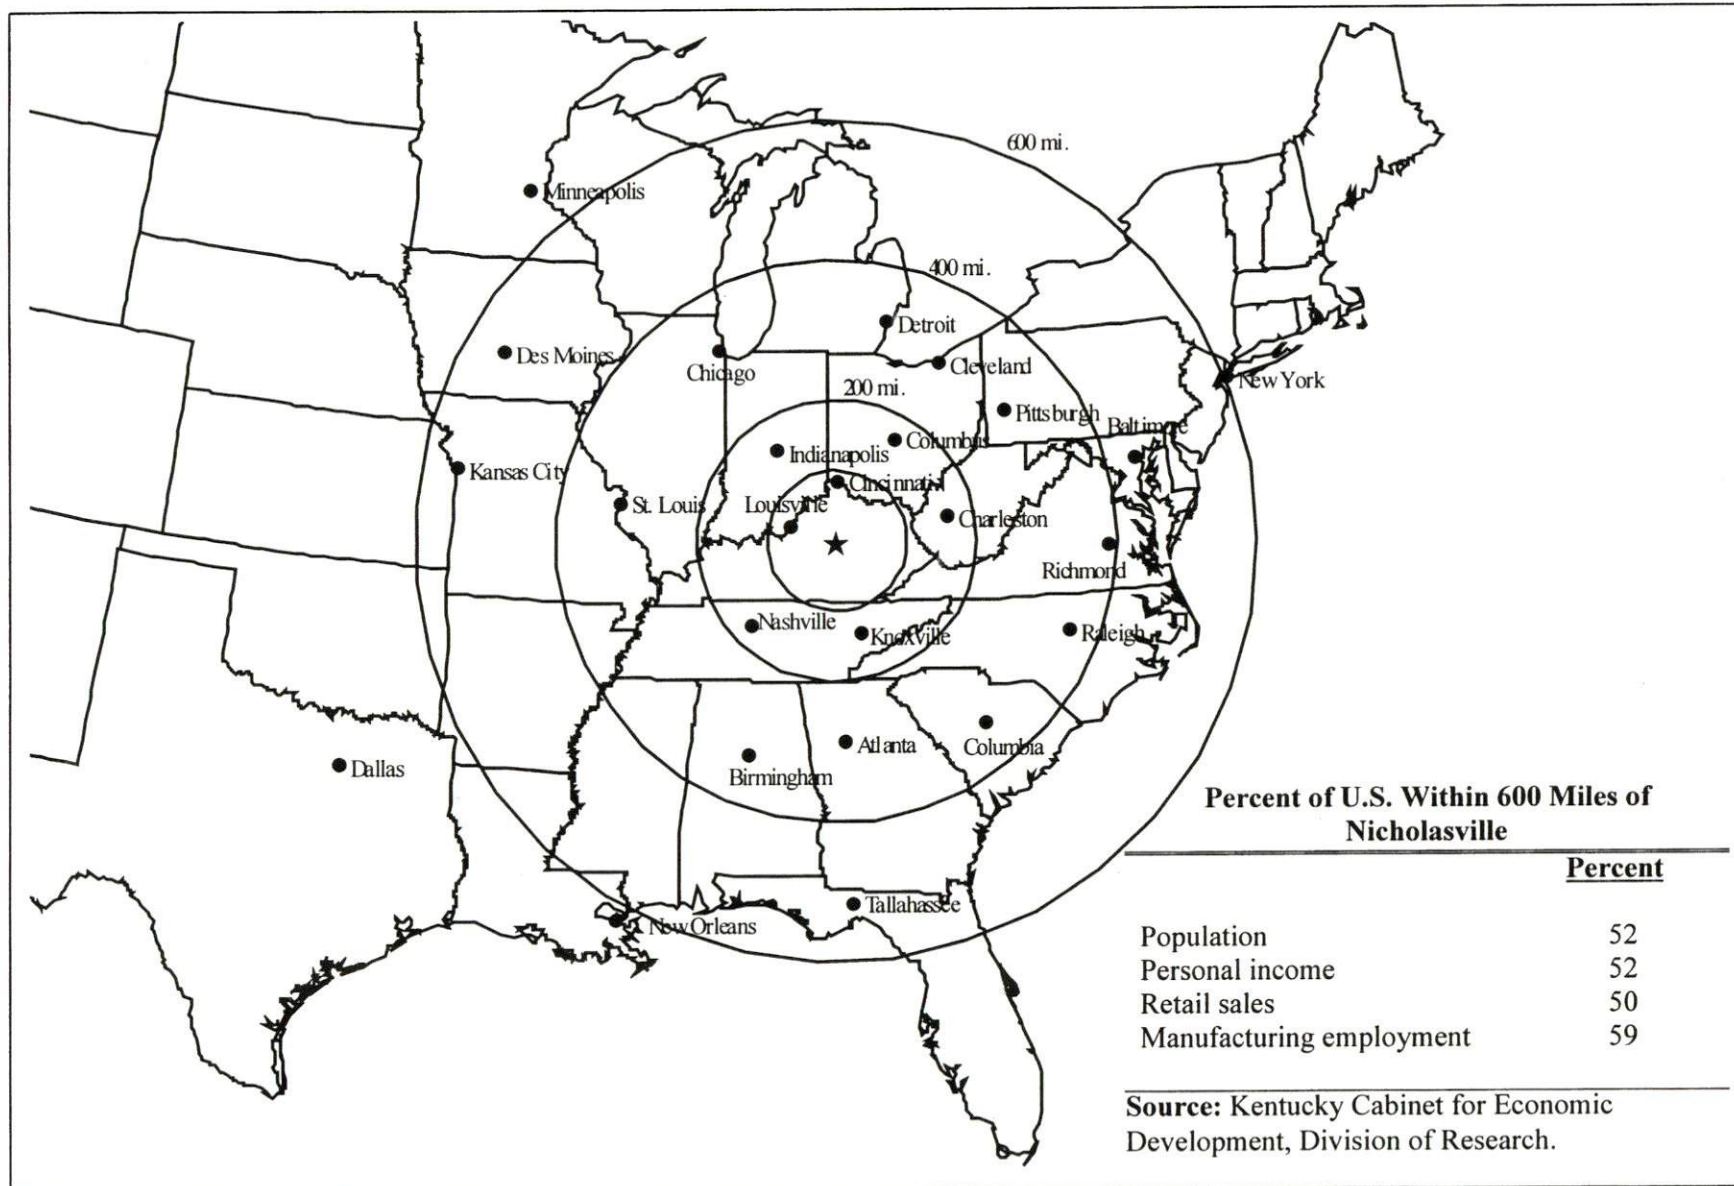 600 mi.
Minneapolis
400 mi.
Detroit
Des Moines
Chicago
Cleveland
200 mi.
New York
Pittsburgh
Baltimore
Columbus
Indianapolis
Kansas City
Cincinnati
St. Louis
Louisville
Charleston
Richmond
Nashville
Knoxville
Raleigh
Atlanta
Columbia
Dallas
Birmingham
Tallahassee
New Orleans
Percent of U.S. Within 600 Miles of
Nicholasville
Percent
Population 52
Personal income 52
Retail sales 50
Manufacturing employment 59
Source: Kentucky Cabinet for Economic
Development, Division of Research.